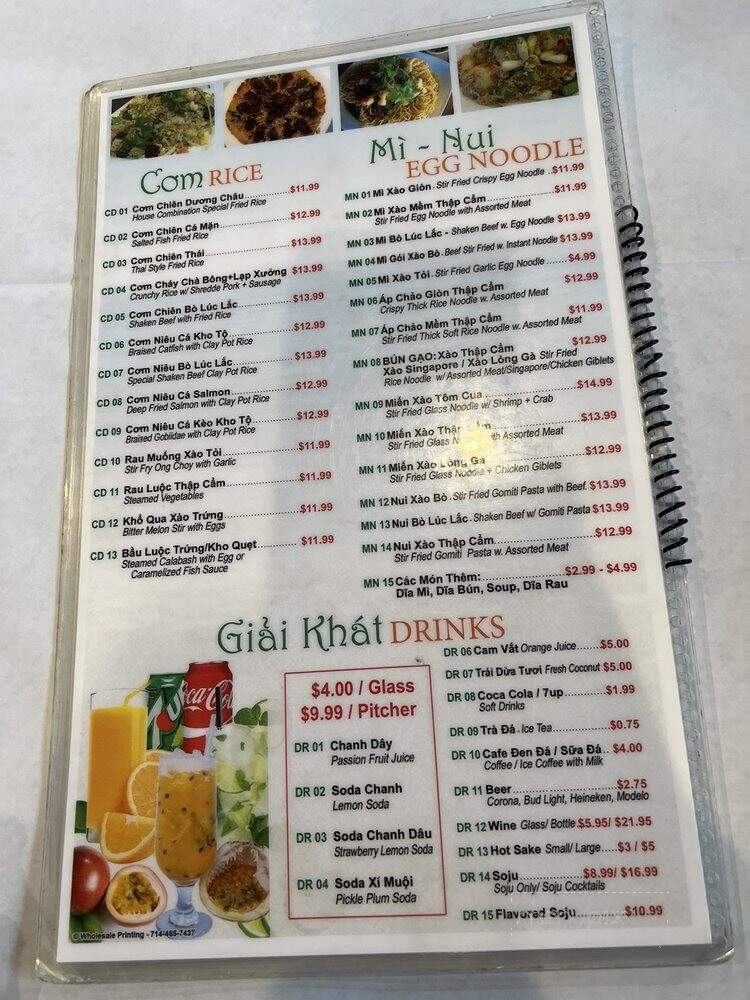 Cơm RICE
CD 01 Cơm Chiên Dương Châu.....................$11.99
House Combination Special Fried Rice
CD 02 Cơm Chiên Cá Mặn...........................$12.99
Salted Fish Fried Rice
CD 03 Cơm Chiên Thái.................................$13.99
Thai Style Fried Rice
CD 04 Cơm Cháy Chà Bông+Lạp Xưởng $13.99
Crunchy Rice w/ Shredde Pork + Sausage
CD 05 Cơm Chiên Bò Lúc Lắc....................$13.99
Shaken Beef with Fried Rice
CD 06 Cơm Niêu Cá Kho Tộ.......................$12.99
Braised Catfish with Clay Pot Rice
CD 07 Cơm Niêu Bò Lúc Lắc.....................$13.99
Special Shaken Beef Clay Pot Rice
CD 08 Cơm Niêu Cá Salmon......................$12.99
Deep Fried Salmon with Clay Pot Rice
CD 09 Cơm Niêu Cá Kèo Kho Tộ...............$12.99
Braised Gobiidae with Clay Pot Rice
CD 10 Rau Muống Xào Tỏi.........................$11.99
Stir Fry Ong Choy with Garlic
CD 11 Rau Luộc Thập Cẩm........................$11.99
Steamed Vegetables
CD 12 Khổ Qua Xào Trứng........................$11.99
Bitter Melon Stir with Eggs
CD 13 Bầu Luộc Trứng/Kho Quẹt.............. $11.99
Steamed Calabash with Egg or
Caramelized Fish Sauce
Mì - Nui
EGG NOODLE
MN 01 Mì Xào Giòn - Stir Fried Crispy Egg Noodle ..$11.99
MN 02 Mì Xào Mềm Thập Cẩm.......................$11.99
Stir Fried Egg Noodle with Assorted Meat
MN 03 Mì Bò Lúc Lắc - Shaken Beef w. Egg Noodle $13.99
MN 04 Mì Gói Xào Bò - Beef Stir Fried w. Instant Noodle $13.99
MN 05 Mì Xào Tỏi - Stir Fried Garlic Egg Noodle......$4.99
MN 06 Áp Chảo Giòn Thập Cẩm....................$12.99
Crispy Thick Rice Noodle w. Assorted Meat
MN 07 Áp Chảo Mềm Thập Cẩm....................$11.99
Stir Fried Thick Soft Rice Noodle w. Assorted Meat
MN 08 BÚN GẠO: Xào Thập Cẩm....................$12.99
Xào Singapore / Xào Lòng Gà Stir Fried
Rice Noodle w/ Assorted Meat/Singapore/Chicken Giblets
MN 09 Miến Xào Tôm Cua..............................$14.99
Stir Fried Glass Noodle w/ Shrimp + Crab
MN 10 Miến Xào Thập Cẩm............................$13.99
Stir Fried Glass with Assorted Meat
MN 11 Miến Xào Lòng Gà..............................$12.99
Stir Fried Glass Noodle + Chicken Giblets
MN 12 Nui Xào Bò - Stir Fried Gomiti Pasta with Beef. $13.99
MN 13 Nui Bò Lúc Lắc - Shaken Beef w/ Gomiti Pasta $13.99
MN 14 Nui Xào Thập Cẩm..............................$12.99
Stir Fried Gomiti Pasta w. Assorted Meat
MN 15 Các Món Thêm:.........................$2.99 - $4.99
Dĩa Mì, Dĩa Bún, Soup, Dĩa Rau
Giải Khát DRINKS
$4.00 / Glass
$9.99 / Pitcher
DR 01 Chanh Dây
Passion Fruit Juice
DR 02 Soda Chanh
Lemon Soda
DR 03 Soda Chanh Dâu
Strawberry Lemon Soda
DR 04 Soda Xí Muội
Pickle Plum Soda
DR 06 Cam Vắt Orange Juice......$5.00
DR 07 Trái Dừa Tươi Fresh Coconut $5.00
DR 08 Coca Cola / 7up..............$1.99
Soft Drinks
DR 09 Trà Đá - Ice Tea...............$0.75
DR 10 Cafe Đen Đá / Sữa Đá.. $4.00
Coffee / Ice Coffee with Milk
DR 11 Beer...........................$2.75
Corona, Bud Light, Heineken, Modelo
DR 12 Wine Glass/ Bottle $5.95/ $21.95
DR 13 Hot Sake Small/ Large....$3 / $5
DR 14 Soju.................$8.99/ $16.99
Soju Only/ Soju Cocktails
DR 15 Flavored Soju.............$10.99
© Wholesale Printing - 714-465-7437